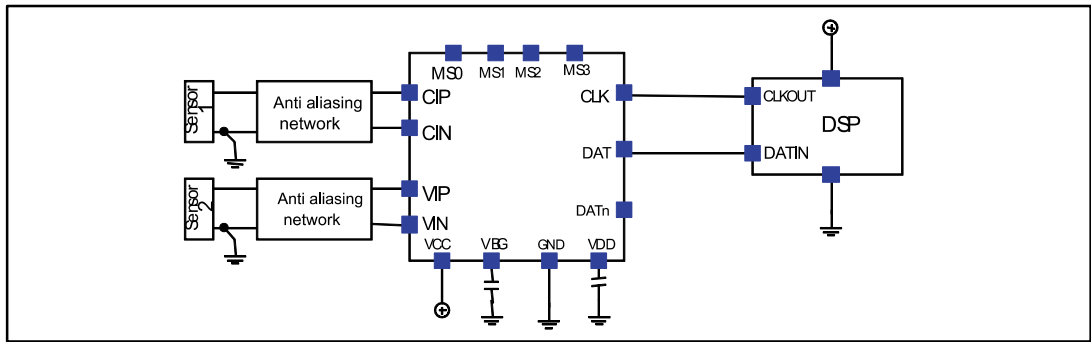 MS0 MS1 MS2 MS3
Sensor 1
Anti aliasing
network
CIP
CIN
CLK
CLKOUT
DSP
DAT
DATIN
Sensor 2
Anti aliasing
network
VIP
VIN
DATn
VCC VBG GND VDD